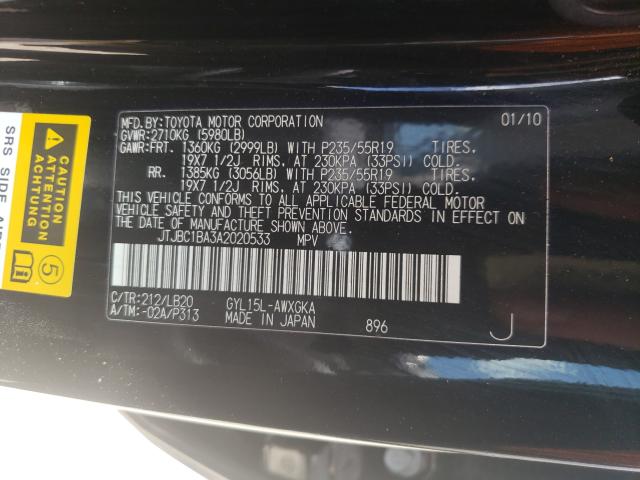 MFD.BY:TOYOTA MOTOR CORPORATION 01/10
GVWR:2710KG (5980LB)
GAWR:FRT. 1360KG (2999LB) WITH P235/55R19 TIRES,
19X7 1/2J RIMS, AT 230KPA (33PSI) COLD.
RR. 1385KG (3056LB) WITH P235/55R19 TIRES,
19X7 1/2J RIMS, AT 230KPA (33PSI) COLD.
THIS VEHICLE CONFORMS TO ALL APPLICABLE FEDERAL MOTOR
VEHICLE SAFETY AND THEFT PREVENTION STANDARDS IN EFFECT ON
THE DATE OF MANUFACTURE SHOWN ABOVE.
JTJBC1BA3A2020533 MPV
C/TR:212/LB20 GYL15L-AWXGKA
A/TM:-02A/P313 MADE IN JAPAN 896 J
CAUTION
ATTENTION
ACHTUNG
5
SRS SIDE